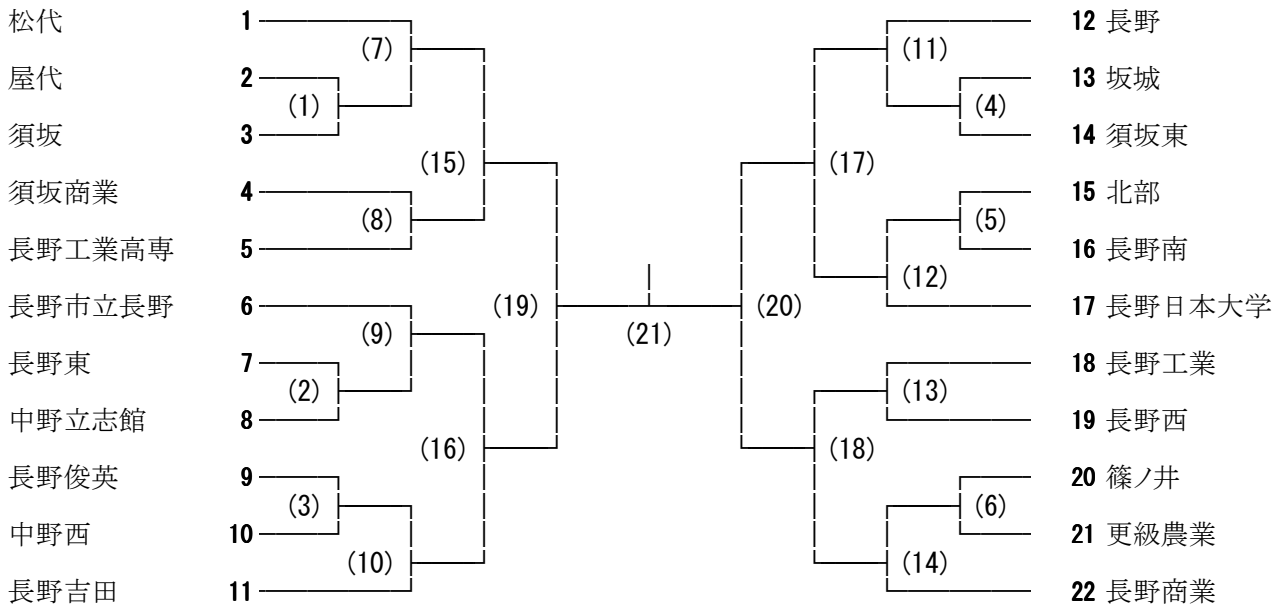 松代 1
(7)
屋代 2
(1)
須坂 3
(15)
須坂商業 4
(8)
長野工業高専 5
長野市立長野 6
(19)
(9)
長野東 7
(2)
中野立志館 8
(16)
長野俊英 9
(3)
中野西 10
(10)
長野吉田 11
(21)
12 長野
(11)
13 坂城
(4)
14 須坂東
(17)
15 北部
(5)
16 長野南
(12)
17 長野日本大学
(20)
18 長野工業
(13)
19 長野西
(18)
20 篠ノ井
(6)
21 更級農業
(14)
22 長野商業